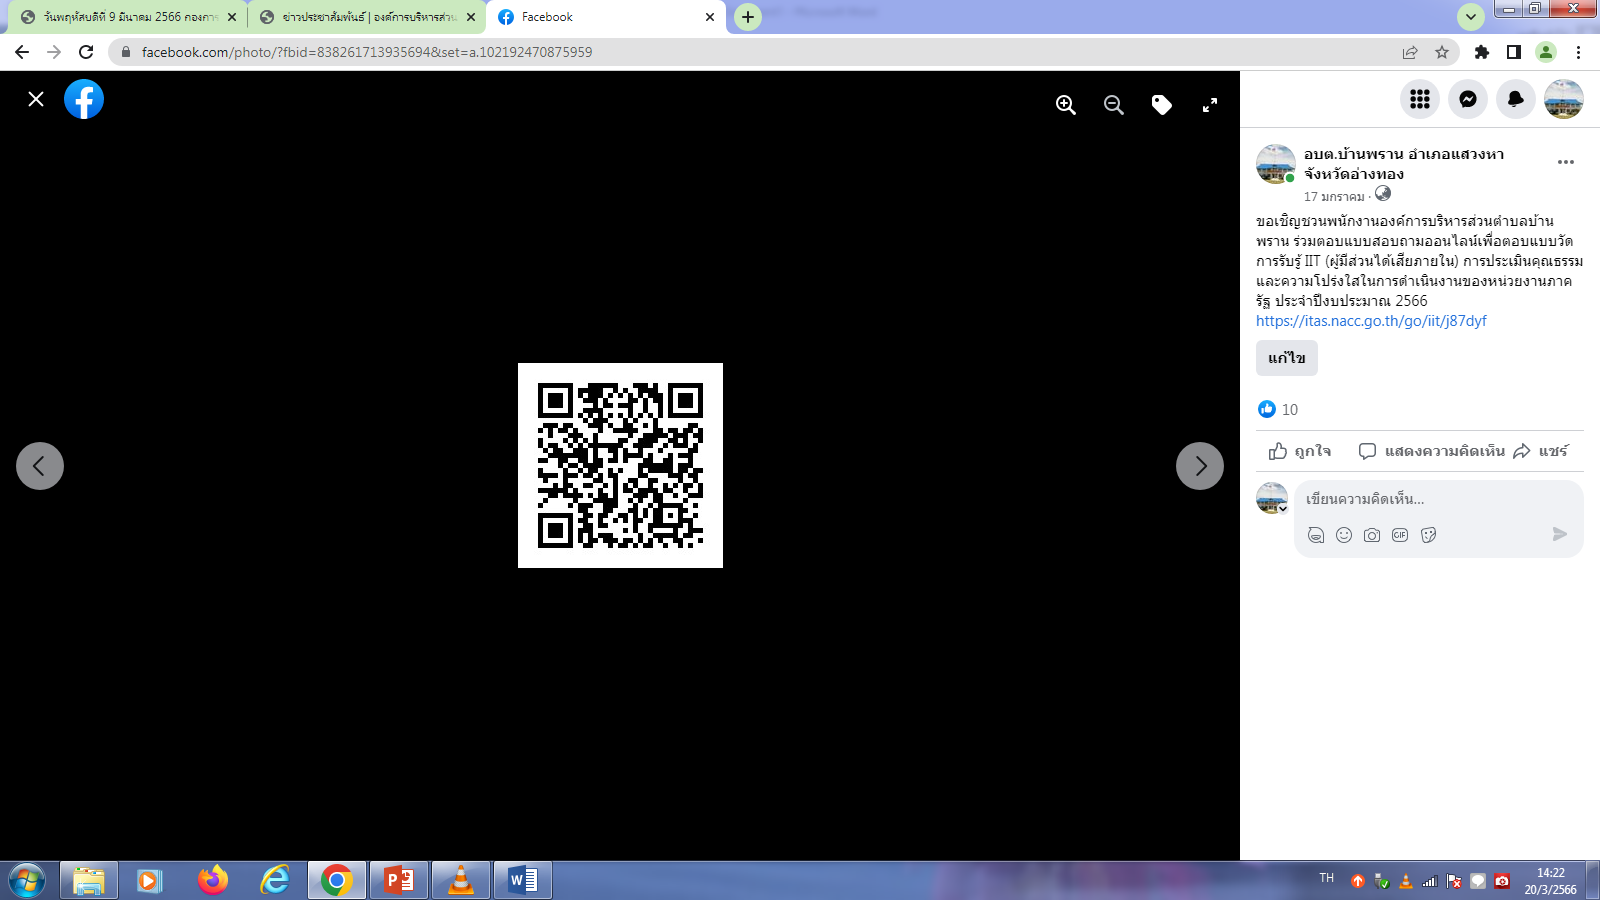 วันพฤหัสบดีที่ 9 มีนาคม 2566 กองการ
ข่าวประชาสัมพันธ์ | องค์การบริหารส่วน
Facebook
facebook.com/photo/?fbid=838261713935694&set=a.102192470875959
อบต.บ้านพราน อำเภอแสวงหา
จังหวัดอ่างทอง
17 มกราคม ·
ขอเชิญชวนพนักงานองค์การบริหารส่วนตำบลบ้าน
พราน ร่วมตอบแบบสอบถามออนไลน์เพื่อตอบแบบวัด
การรับรู้ IIT (ผู้มีส่วนได้เสียภายใน) การประเมินคุณธรรม
และความโปร่งใสในการดำเนินงานของหน่วยงานภาค
รัฐ ประจำปีงบประมาณ 2566
https://itas.nacc.go.th/go/iit/j87dyf
แก้ไข
10
ถูกใจ แสดงความคิดเห็น แชร์
เขียนความคิดเห็น...
GIF
TH
14:22
20/3/2566